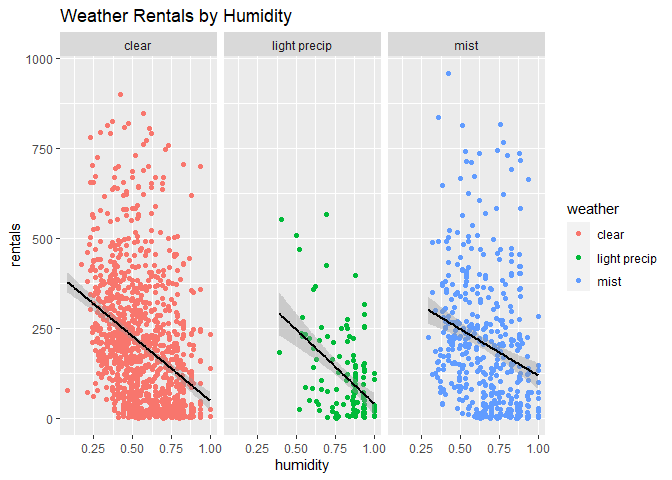 Weather Rentals by Humidity
clear
light precip
mist
1000
750
500
250
0
rentals
0.25 0.50 0.75 1.00
0.25 0.50 0.75 1.00
0.25 0.50 0.75 1.00
humidity
weather
clear
light precip
mist